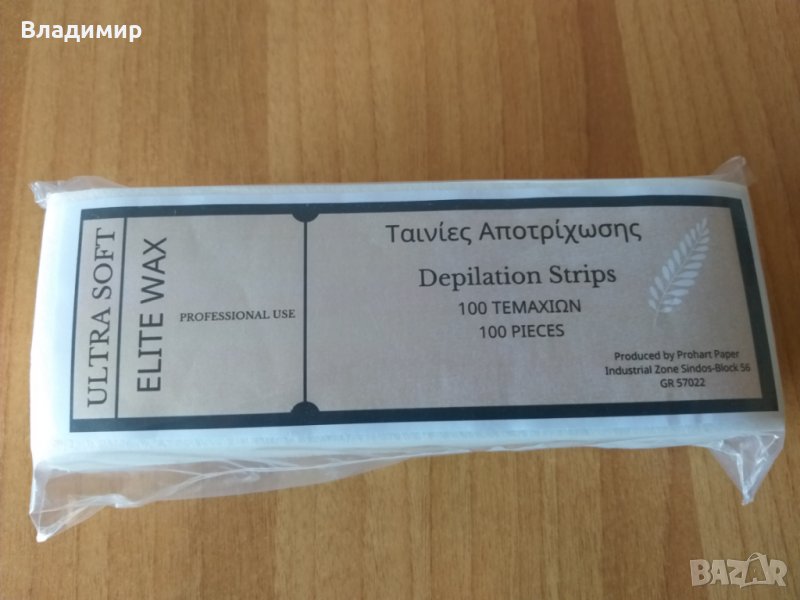 Владимир
ULTRA SOFT
ELITE WAX
PROFESSIONAL USE
Ταινίες Αποτρίχωσης
Depilation Strips
100 ΤΕΜΑΧΙΩΝ
100 PIECES
Produced by Prohart Paper
Industrial Zone Sindos-Block 56
GR 57022
BAZAR